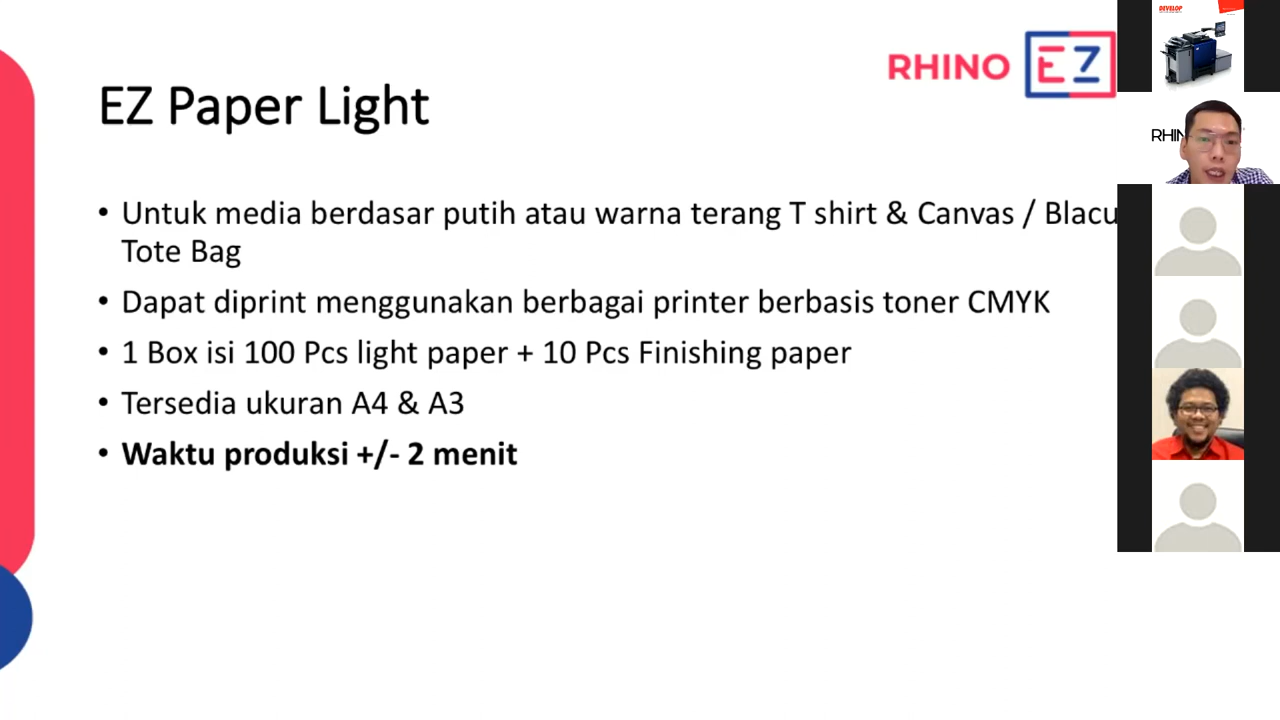 RHINO EZ
EZ Paper Light
• Untuk media berdasar putih atau warna terang T shirt & Canvas / Blacu
Tote Bag
• Dapat diprint menggunakan berbagai printer berbasis toner CMYK
• 1 Box isi 100 Pcs light paper + 10 Pcs Finishing paper
• Tersedia ukuran A4 & A3
• Waktu produksi +/- 2 menit
DEVELOP
RHIN